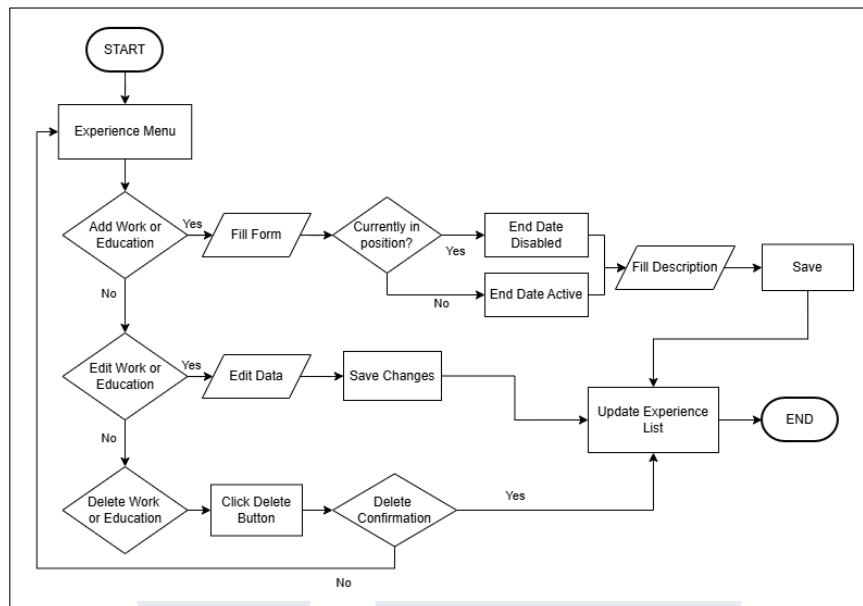 START
Experience Menu
Add Work or
Education
Yes
Fill Form
Currently in
position?
Yes
End Date
Disabled
No
End Date Active
Fill Description
Save
No
Edit Work or
Education
Yes
Edit Data
Save Changes
Update Experience
List
END
No
Delete Work
or Education
Click Delete
Button
Delete
Confirmation
Yes
No